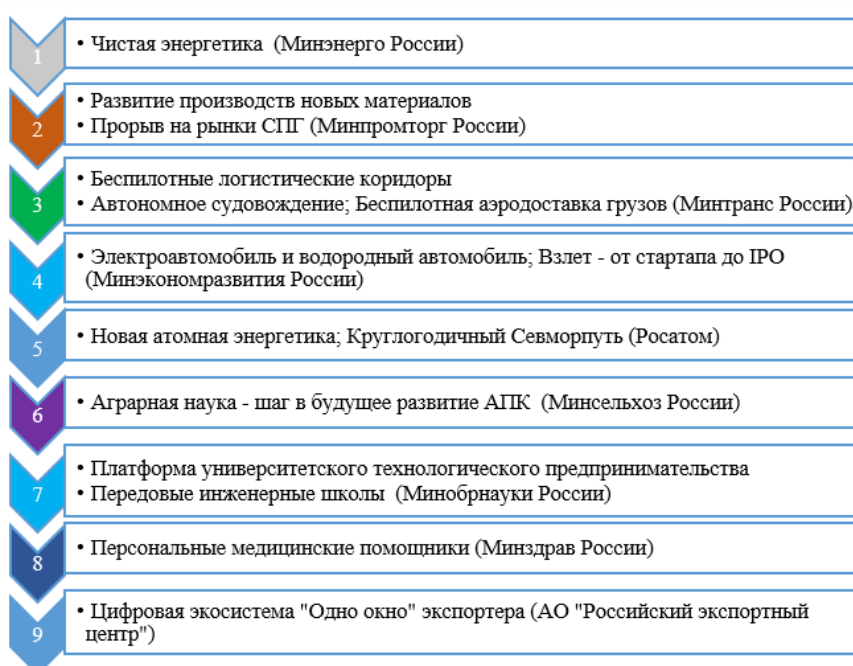 1
• Чистая энергетика (Минэнерго России)
2
• Развитие производств новых материалов
• Прорыв на рынки СПГ (Минпромторг России)
3
• Беспилотные логистические коридоры
• Автономное судовождение; Беспилотная аэродоставка грузов (Минтранс России)
4
• Электроавтомобиль и водородный автомобиль; Взлет - от стартапа до IPO
(Минэкономразвития России)
5
• Новая атомная энергетика; Круглогодичный Севморпуть (Росатом)
6
• Аграрная наука - шаг в будущее развитие АПК (Минсельхоз России)
7
• Платформа университетского технологического предпринимательства
• Передовые инженерные школы (Минобрнауки России)
8
• Персональные медицинские помощники (Минздрав России)
9
• Цифровая экосистема "Одно окно" экспортера (АО "Российский экспортный
центр")